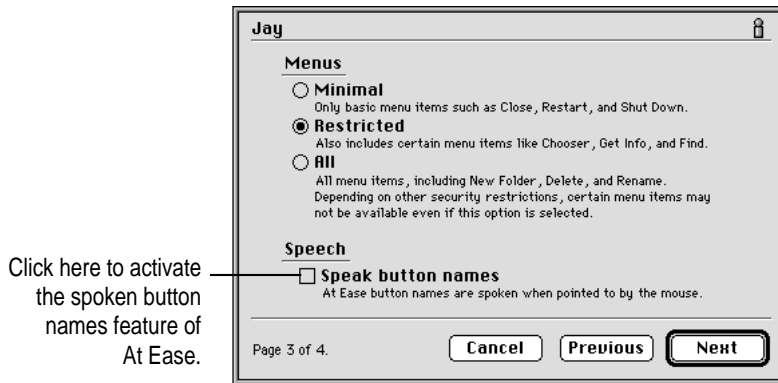 Jay
Menus
Minimal
Only basic menu items such as Close, Restart, and Shut Down.
Restricted
Also includes certain menu items like Chooser, Get Info, and Find.
All
All menu items, including New Folder, Delete, and Rename.
Depending on other security restrictions, certain menu items may
not be available even if this option is selected.
Speech
Speak button names
At Ease button names are spoken when pointed to by the mouse.
Click here to activate
the spoken button
names feature of
At Ease.
Page 3 of 4.
Cancel
Previous
Next